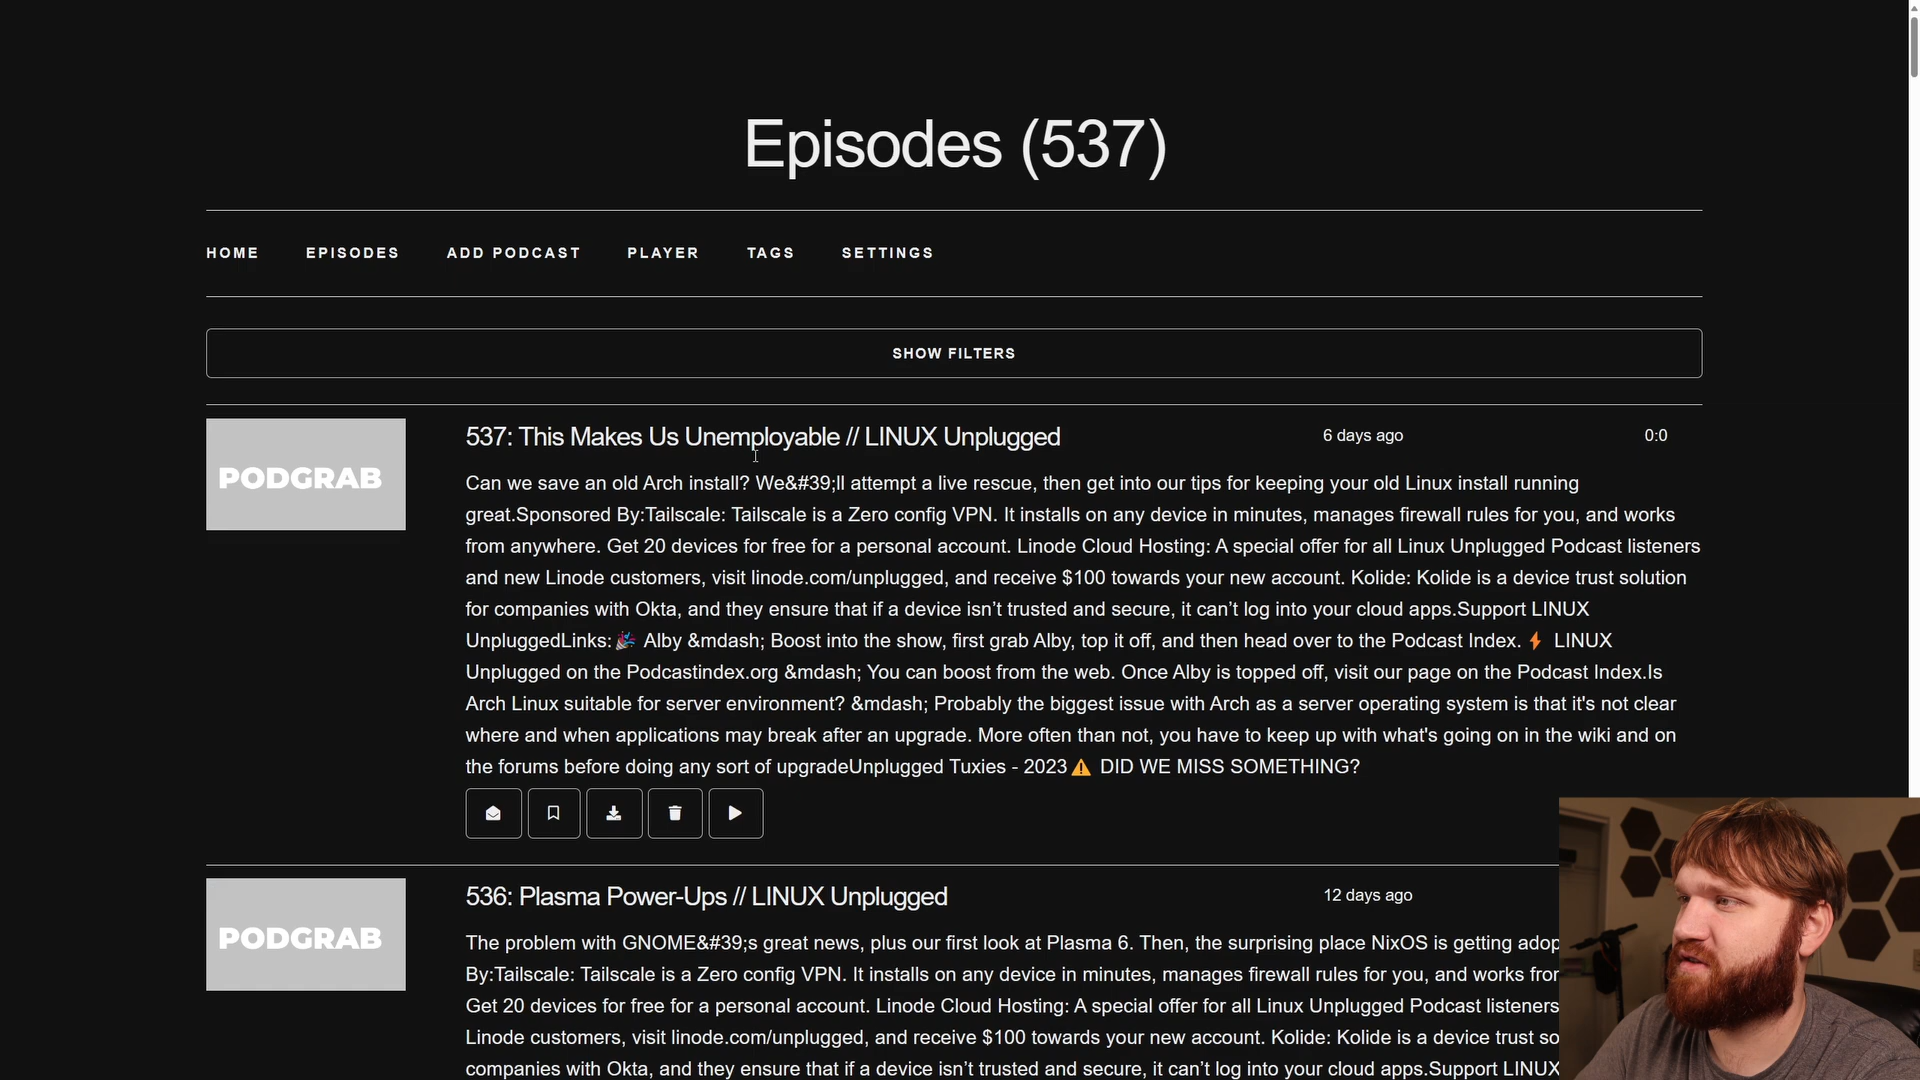 Episodes (537)
HOME EPISODES ADD PODCAST PLAYER TAGS SETTINGS
SHOW FILTERS
PODGRAB
537: This Makes Us Unemployable // LINUX Unplugged 6 days ago 0:0
Can we save an old Arch install? We&#39;ll attempt a live rescue, then get into our tips for keeping your old Linux install running
great.Sponsored By:Tailscale: Tailscale is a Zero config VPN. It installs on any device in minutes, manages firewall rules for you, and works
from anywhere. Get 20 devices for free for a personal account. Linode Cloud Hosting: A special offer for all Linux Unplugged Podcast listeners
and new Linode customers, visit linode.com/unplugged, and receive $100 towards your new account. Kolide: Kolide is a device trust solution
for companies with Okta, and they ensure that if a device isn’t trusted and secure, it can’t log into your cloud apps.Support LINUX
UnpluggedLinks:🎉 Alby &mdash; Boost into the show, first grab Alby, top it off, and then head over to the Podcast Index.⚡ LINUX
Unplugged on the Podcastindex.org &mdash; You can boost from the web. Once Alby is topped off, visit our page on the Podcast Index.Is
Arch Linux suitable for server environment? &mdash; Probably the biggest issue with Arch as a server operating system is that it's not clear
where and when applications may break after an upgrade. More often than not, you have to keep up with what's going on in the wiki and on
the forums before doing any sort of upgradeUnplugged Tuxies - 2023⚠️ DID WE MISS SOMETHING?
PODGRAB
536: Plasma Power-Ups // LINUX Unplugged 12 days ago
The problem with GNOME&#39;s great news, plus our first look at Plasma 6. Then, the surprising place NixOS is getting adop
By:Tailscale: Tailscale is a Zero config VPN. It installs on any device in minutes, manages firewall rules for you, and works fro
Get 20 devices for free for a personal account. Linode Cloud Hosting: A special offer for all Linux Unplugged Podcast listeners
Linode customers, visit linode.com/unplugged, and receive $100 towards your new account. Kolide: Kolide is a device trust so
companies with Okta, and they ensure that if a device isn’t trusted and secure, it can’t log into your cloud apps.Support LINUX